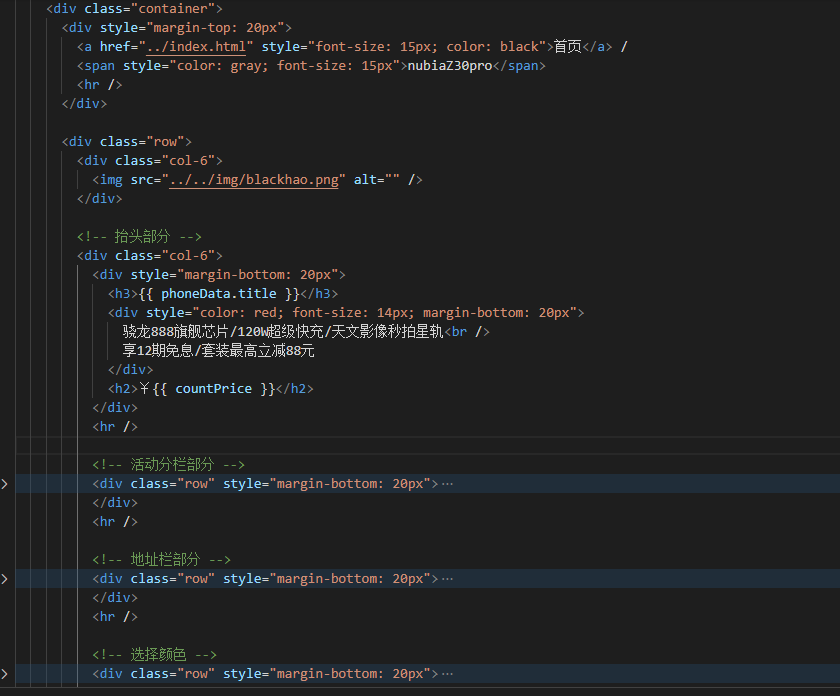 <div class="container">
<div style="margin-top: 20px">
<a href="../index.html" style="font-size: 15px; color: black">首页</a> /
<span style="color: gray; font-size: 15px">nubiaZ30pro</span>
<hr />
</div>
<div class="row">
<div class="col-6">
<img src="../../img/blackhao.png" alt="" />
</div>
<!-- 抬头部分 -->
<div class="col-6">
<div style="margin-bottom: 20px">
<h3>{{ phoneData.title }}</h3>
<div style="color: red; font-size: 14px; margin-bottom: 20px">
骁龙888旗舰芯片/120W超级快充/天文影像秒拍星轨<br />
享12期免息/套装最高立减88元
</div>
<h2>¥{{ countPrice }}</h2>
</div>
<hr />
<!-- 活动分栏部分 -->
<div class="row" style="margin-bottom: 20px">…
</div>
<hr />
<!-- 地址栏部分 -->
<div class="row" style="margin-bottom: 20px">…
</div>
<hr />
<!-- 选择颜色 -->
<div class="row" style="margin-bottom: 20px">…